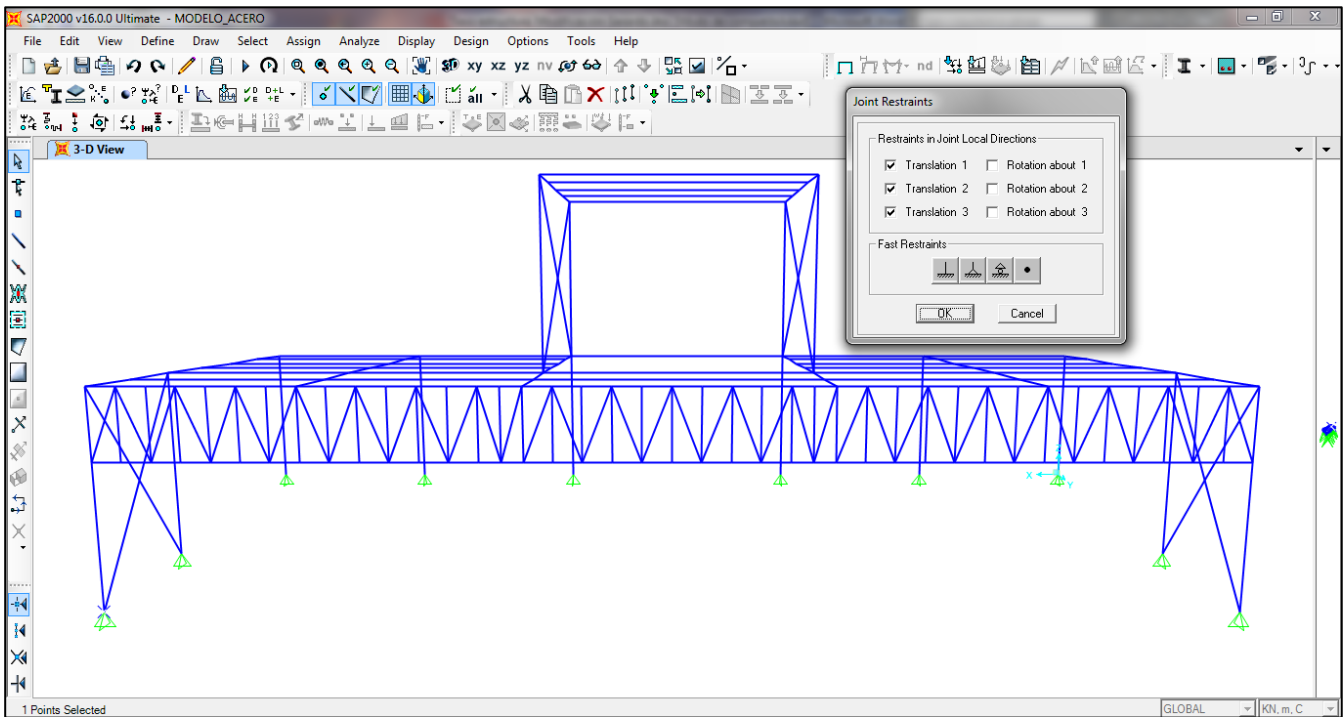 SAP2000 v16.0.0 Ultimate - MODELO_ACERO
File Edit View Define Draw Select Assign Analyze Display Design Options Tools Help
3D xy xz yz nv
nd
all
3-D View
Joint Restraints
Restraints in Joint Local Directions
Translation 1 Rotation about 1
Translation 2 Rotation about 2
Translation 3 Rotation about 3
Fast Restraints
OK Cancel
X Y
1 Points Selected
GLOBAL KN, m, C